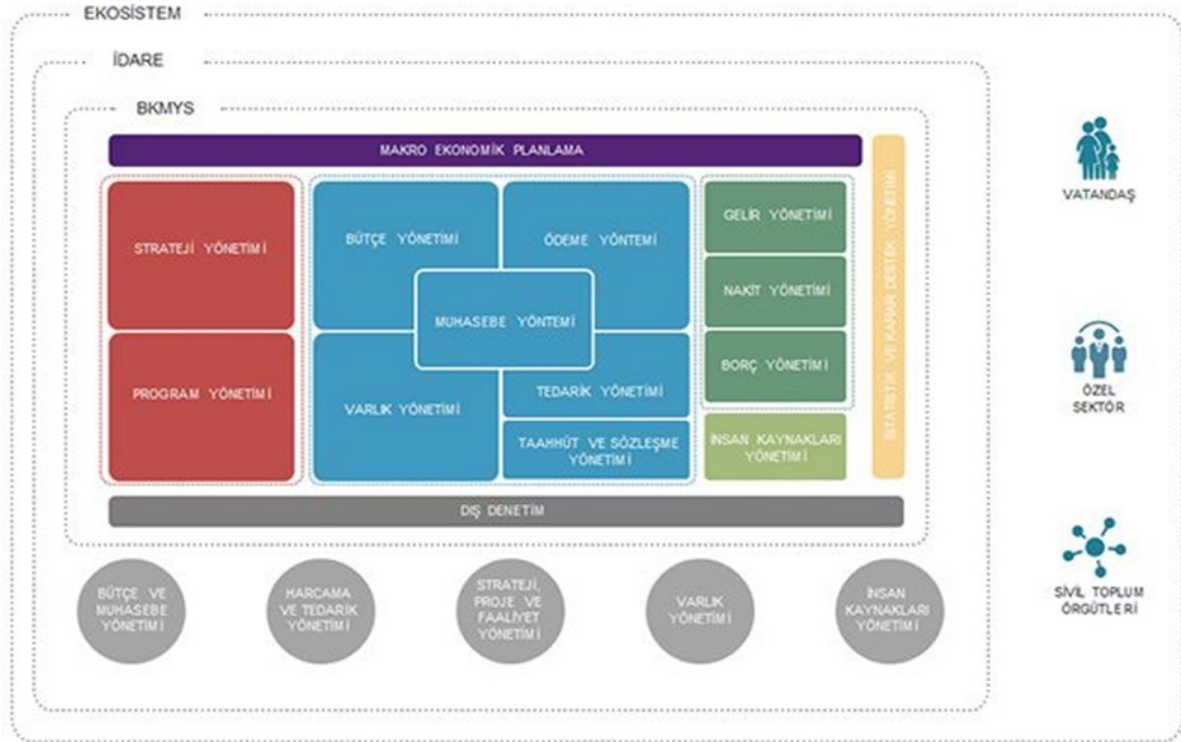 EKOSİSTEM
İDARE
BKMYS
MAKRO EKONOMİK PLANLAMA
STRATEJİ YÖNETİMİ
PROGRAM YÖNETİMİ
BÜTÇE YÖNETİMİ
ÖDEME YÖNTEMİ
MUHASEBE YÖNTEMİ
VARLIK YÖNETİMİ
TEDARİK YÖNETİMİ
TAAHHÜT VE SÖZLEŞME
YÖNETİMİ
GELİR YÖNETİMİ
NAKİT YÖNETİMİ
BORÇ YÖNETİMİ
İNSAN KAYNAKLARI
YÖNETİMİ
İSTATİSTİK VE KARAR DESTEK YÖNETİMİ
DIŞ DENETİM
BÜTÇE VE
MUHASEBE
YÖNETİMİ
HARCAMA
VE TEDARİK
YÖNETİMİ
STRATEJİ,
PROJE VE
FAALİYET
YÖNETİMİ
VARLIK
YÖNETİMİ
İNSAN
KAYNAKLARI
YÖNETİMİ
VATANDAŞ
ÖZEL
SEKTÖR
SİVİL TOPLUM
ÖRGÜTLERİ